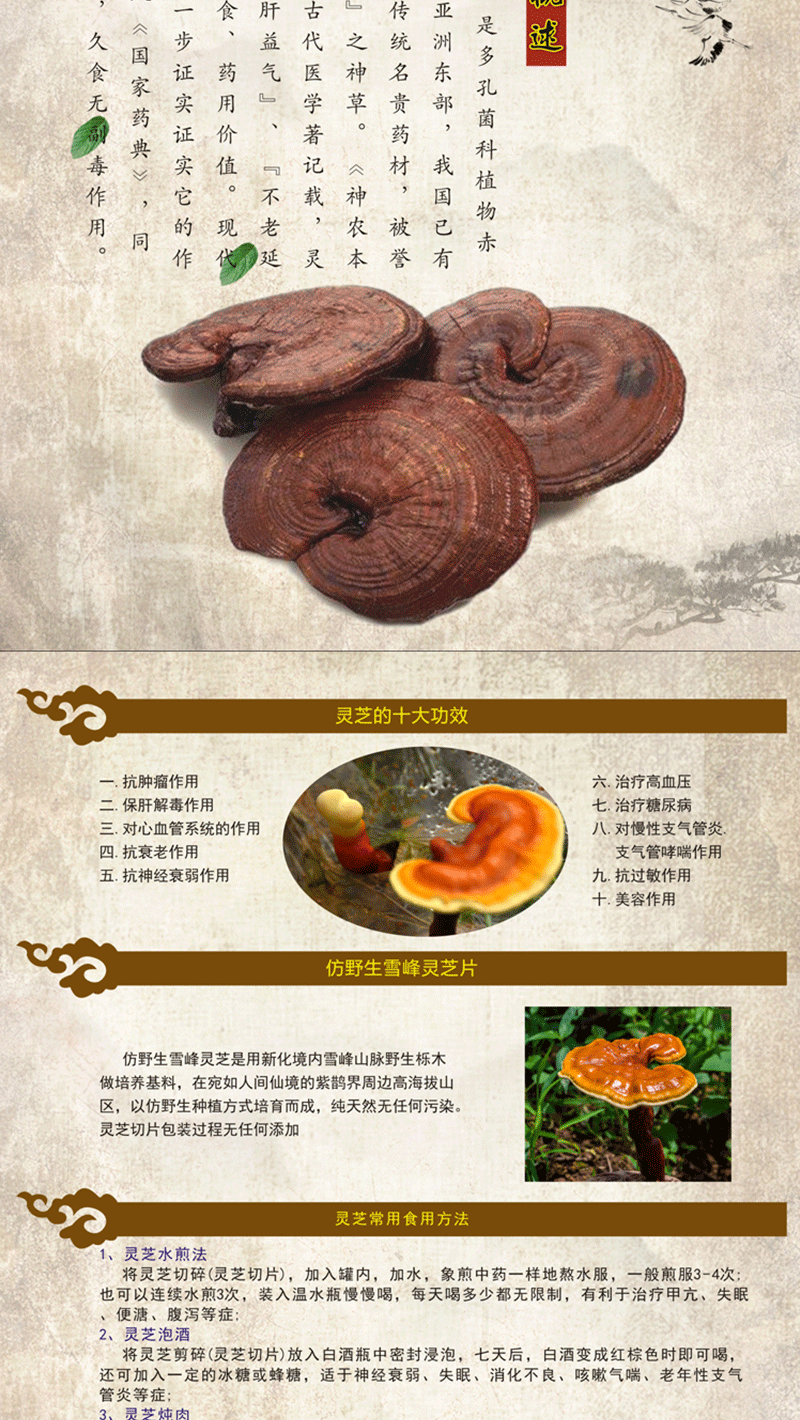 述
是多孔菌科植物赤
亚洲东部，我国已有
传统名贵药材，被誉
』之神草。《神农本
古代医学著记载，灵
肝益气』、『不老延
食、药用价值。现代
一步证实证实它的作
《国家药典》，同
，久食无副毒作用。
灵芝的十大功效
一.抗肿瘤作用
二.保肝解毒作用
三.对心血管系统的作用
四.抗衰老作用
五.抗神经衰弱作用
六.治疗高血压
七.治疗糖尿病
八.对慢性支气管炎.
支气管哮喘作用
九.抗过敏作用
十.美容作用
仿野生雪峰灵芝片
仿野生雪峰灵芝是用新化境内雪峰山脉野生栎木
做培养基料，在宛如人间仙境的紫鹊界周边高海拔山
区，以仿野生种植方式培育而成，纯天然无任何污染。
灵芝切片包装过程无任何添加
灵芝常用食用方法
1、灵芝水煎法
将灵芝切碎(灵芝切片)，加入罐内，加水，象煎中药一样地熬水服，一般煎服3-4次;
也可以连续水煎3次，装入温水瓶慢慢喝，每天喝多少都无限制，有利于治疗甲亢、失眠
、便溏、腹泻等症;
2、灵芝泡酒
将灵芝剪碎(灵芝切片)放入白酒瓶中密封浸泡，七天后，白酒变成红棕色时即可喝，
还可加入一定的冰糖或蜂糖，适于神经衰弱、失眠、消化不良、咳嗽气喘、老年性支气
管炎等症;
3、灵芝炖肉